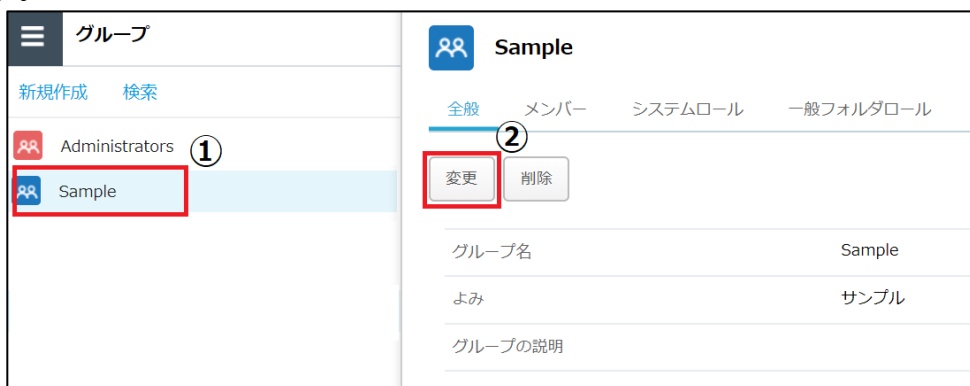 グループ
新規作成 検索
Administrators ①
Sample
Sample
全般 メンバー システムロール 一般フォルダロール
②
変更 削除
グループ名 Sample
よみ サンプル
グループの説明